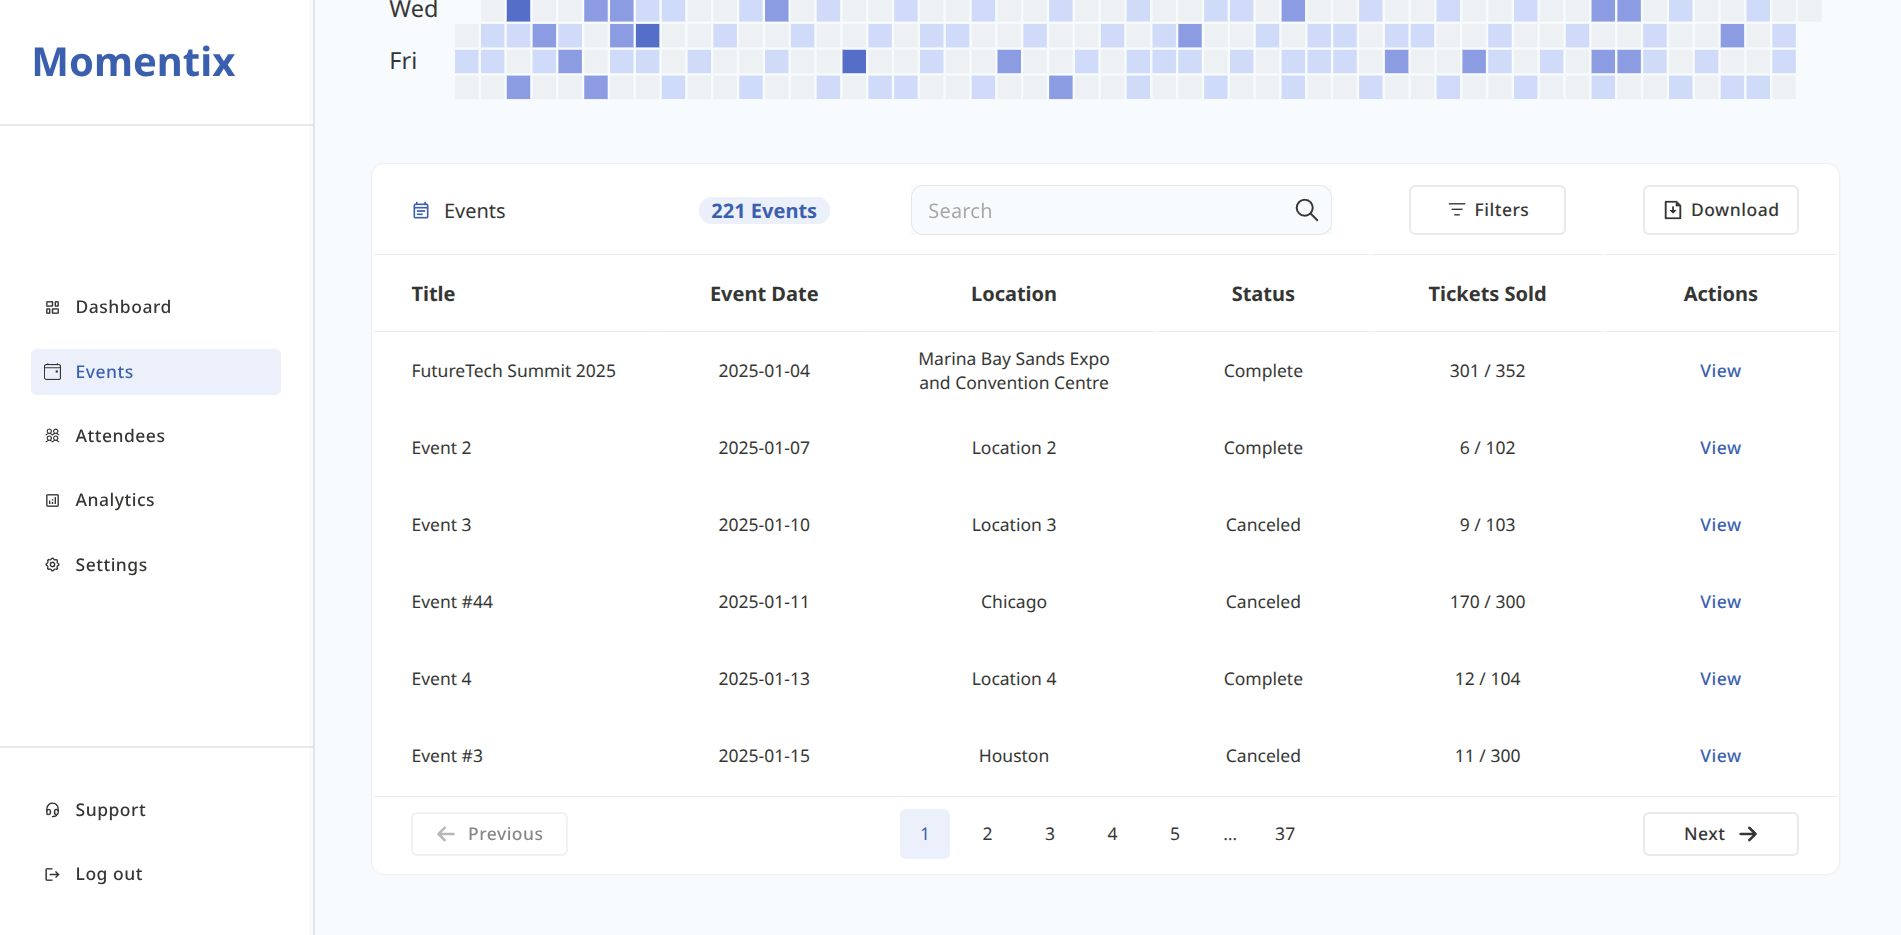 Momentix
Dashboard
Events
Attendees
Analytics
Settings
Support
Log out
Wed
Fri
Events
221 Events
Search
Filters
Download
Title Event Date Location Status Tickets Sold Actions
FutureTech Summit 2025 2025-01-04 Marina Bay Sands Expo and Convention Centre Complete 301 / 352 View
Event 2 2025-01-07 Location 2 Complete 6 / 102 View
Event 3 2025-01-10 Location 3 Canceled 9 / 103 View
Event #44 2025-01-11 Chicago Canceled 170 / 300 View
Event 4 2025-01-13 Location 4 Complete 12 / 104 View
Event #3 2025-01-15 Houston Canceled 11 / 300 View
Previous 1 2 3 4 5 ... 37 Next